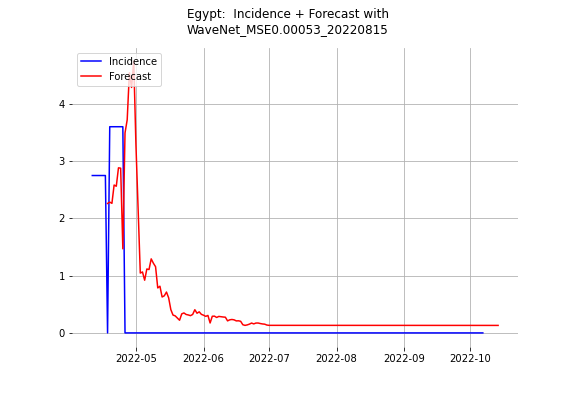 Egypt:  Incidence + Forecast with
WaveNet_MSE0.00053_20220815
Incidence
Forecast
4
3
2
1
0
2022-05
2022-06
2022-07
2022-08
2022-09
2022-10